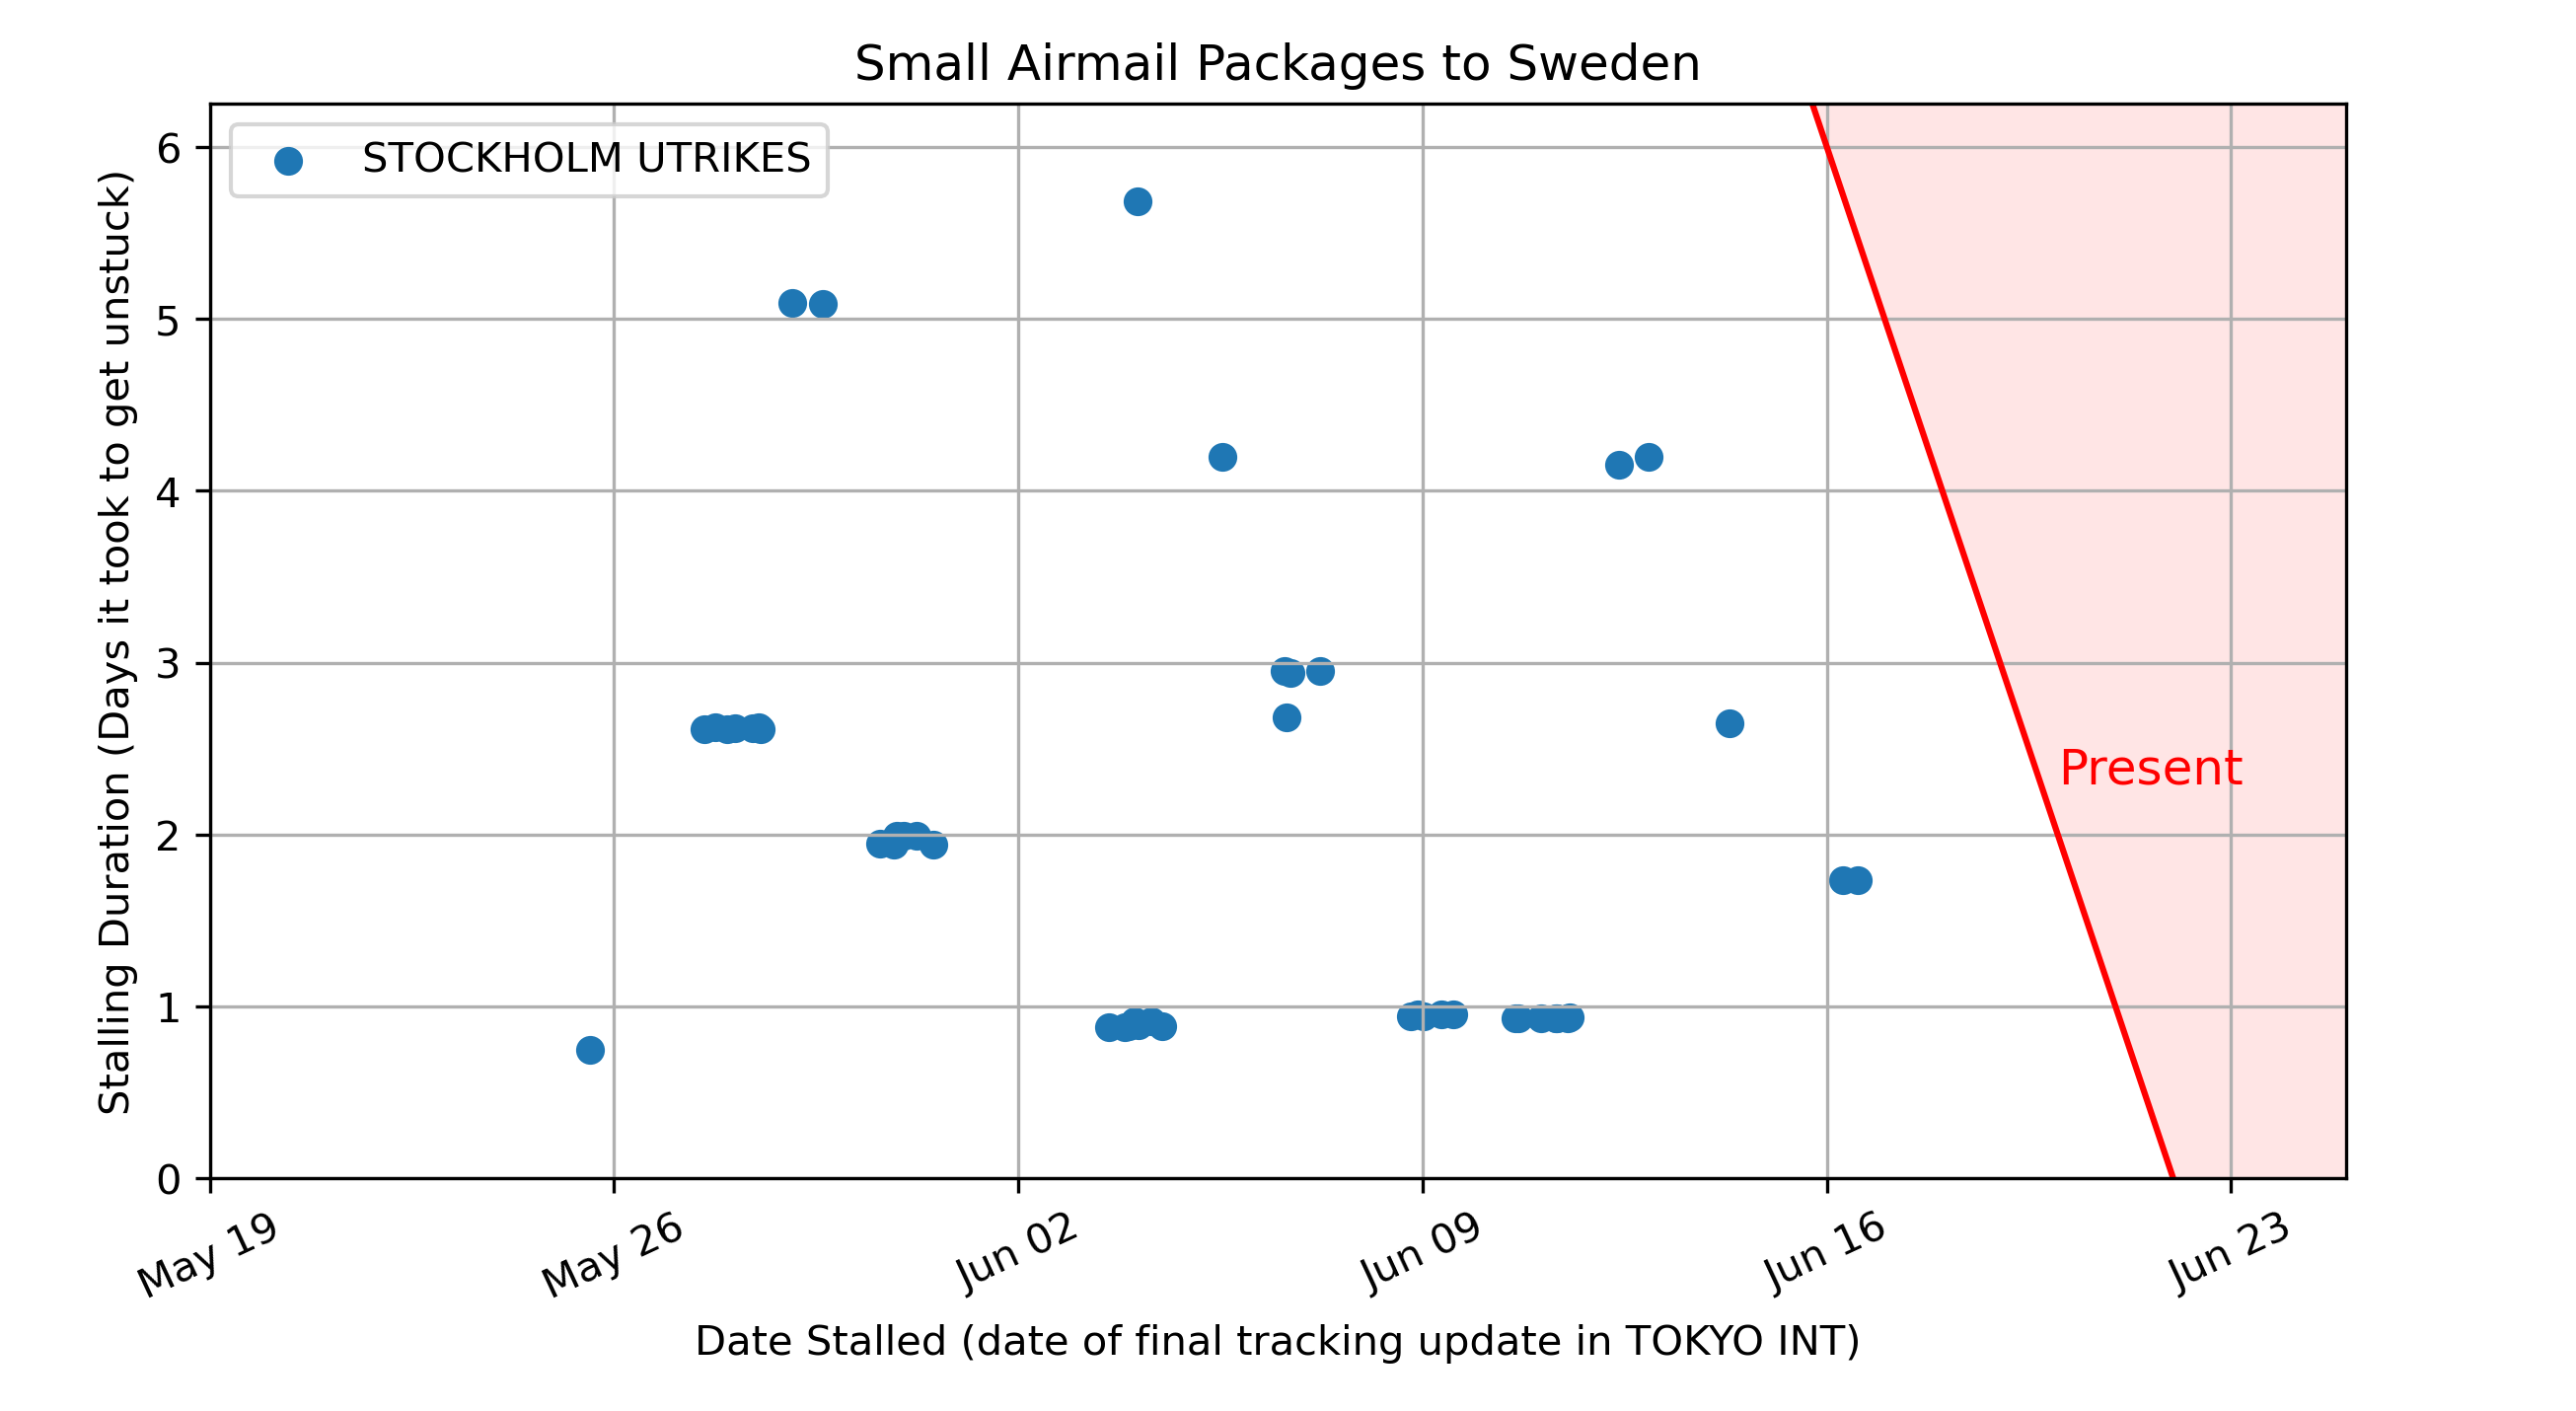 Small Airmail Packages to Sweden
STOCKHOLM UTRIKES
Stalling Duration (Days it took to get unstuck)
6
5
4
3
2
1
0
Present
May 19
May 26
Jun 02
Jun 09
Jun 16
Jun 23
Date Stalled (date of final tracking update in TOKYO INT)